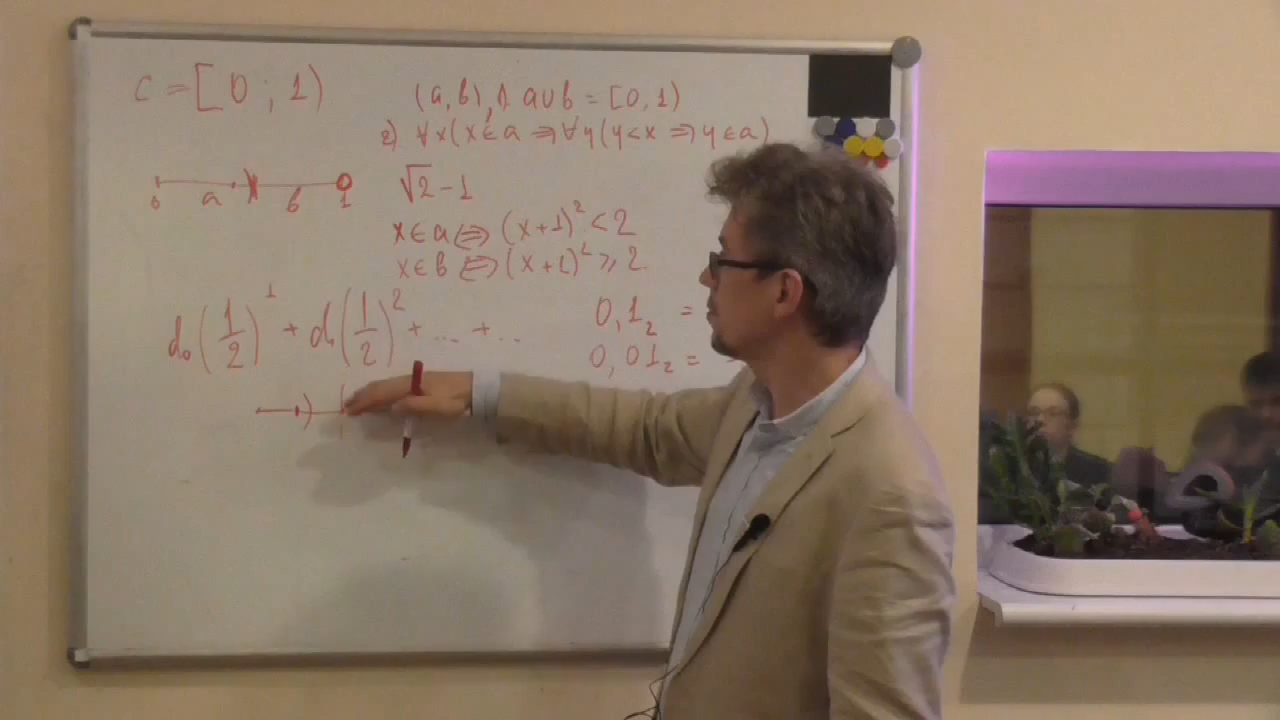 c = [0 ; 1)
(a, b), 1) a∪b = [0, 1)
2) ∀x(x∈a ⇒ ∀y(y<x ⇒ y∈a)
0 a b 1
√2 - 1
x∈a ⇔ (x+1)² < 2
x∈b ⇔ (x+1)² ⩾ 2
d₀(1/2)¹ + d₁(1/2)² + ... + ...
0,1₂ =
0,01₂ =